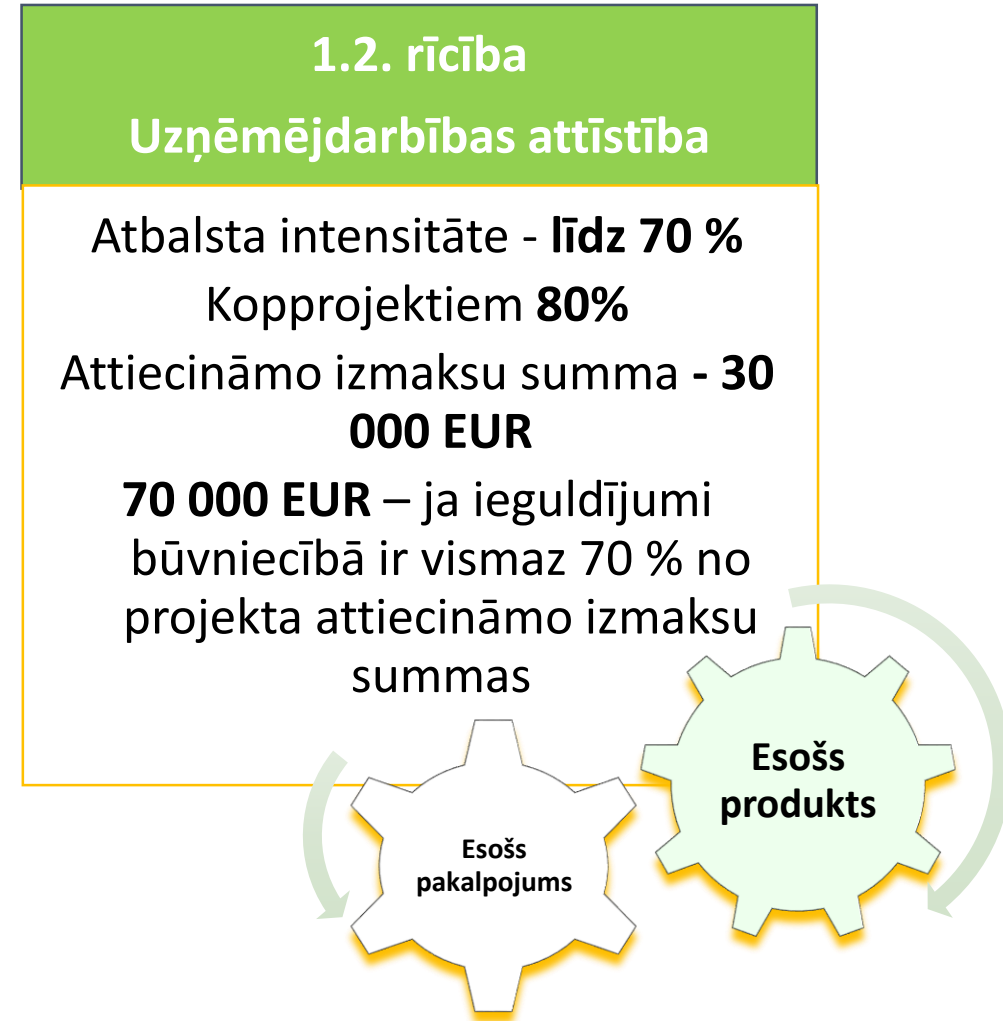 1.2. rīcība
Uzņēmējdarbības attīstība
Atbalsta intensitāte - līdz 70 %
Kopprojektiem 80%
Attiecināmo izmaksu summa - 30
000 EUR
70 000 EUR – ja ieguldījumi
būvniecībā ir vismaz 70 % no
projekta attiecināmo izmaksu
summas
Esošs
produkts
Esošs
pakalpojums